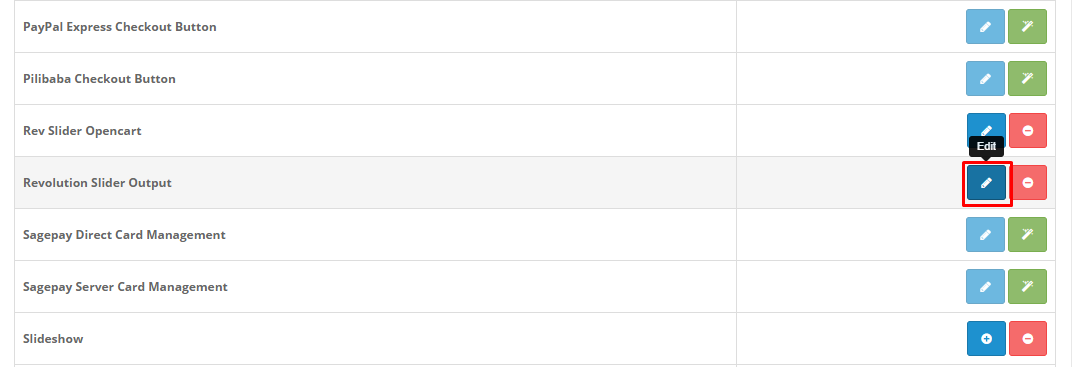 PayPal Express Checkout Button
Pilibaba Checkout Button
Rev Slider Opencart
Edit
Revolution Slider Output
Sagepay Direct Card Management
Sagepay Server Card Management
Slideshow